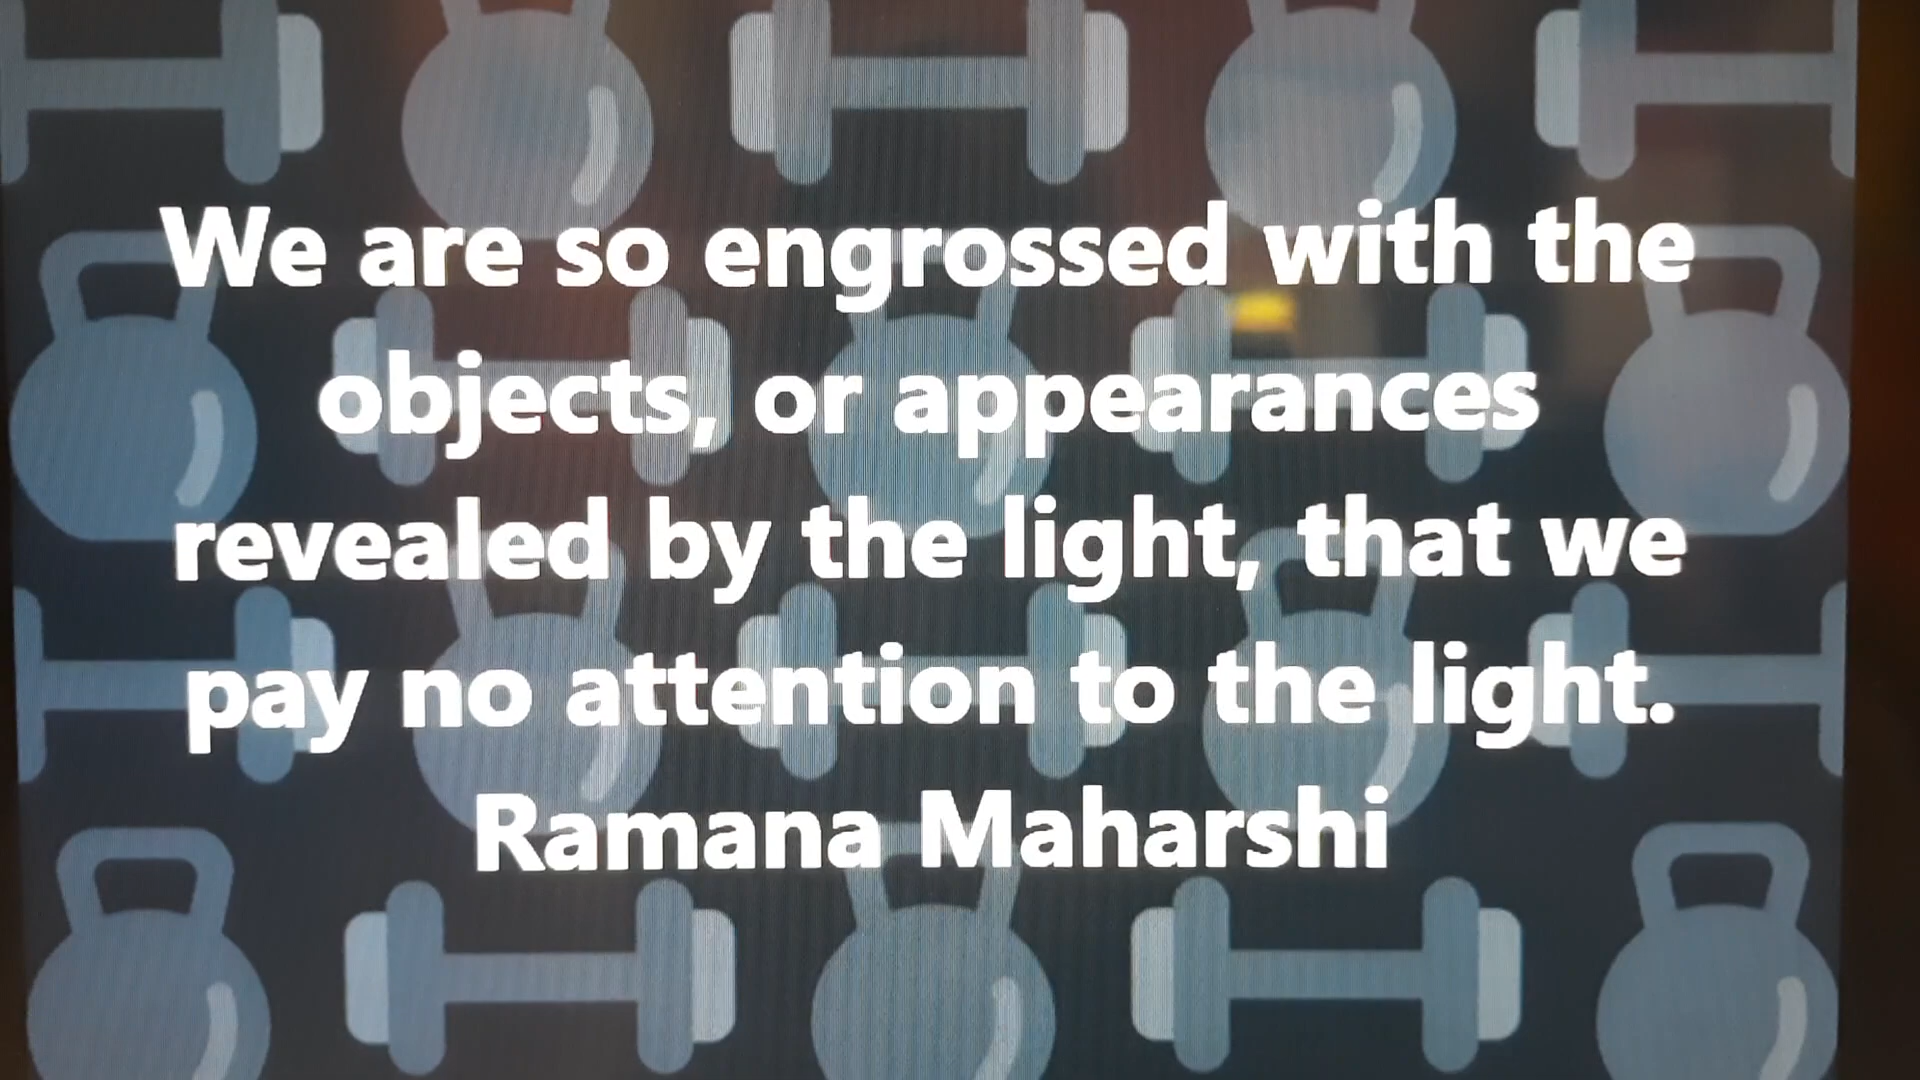 We are so engrossed with the
objects, or appearances
revealed by the light, that we
pay no attention to the light.
Ramana Maharshi